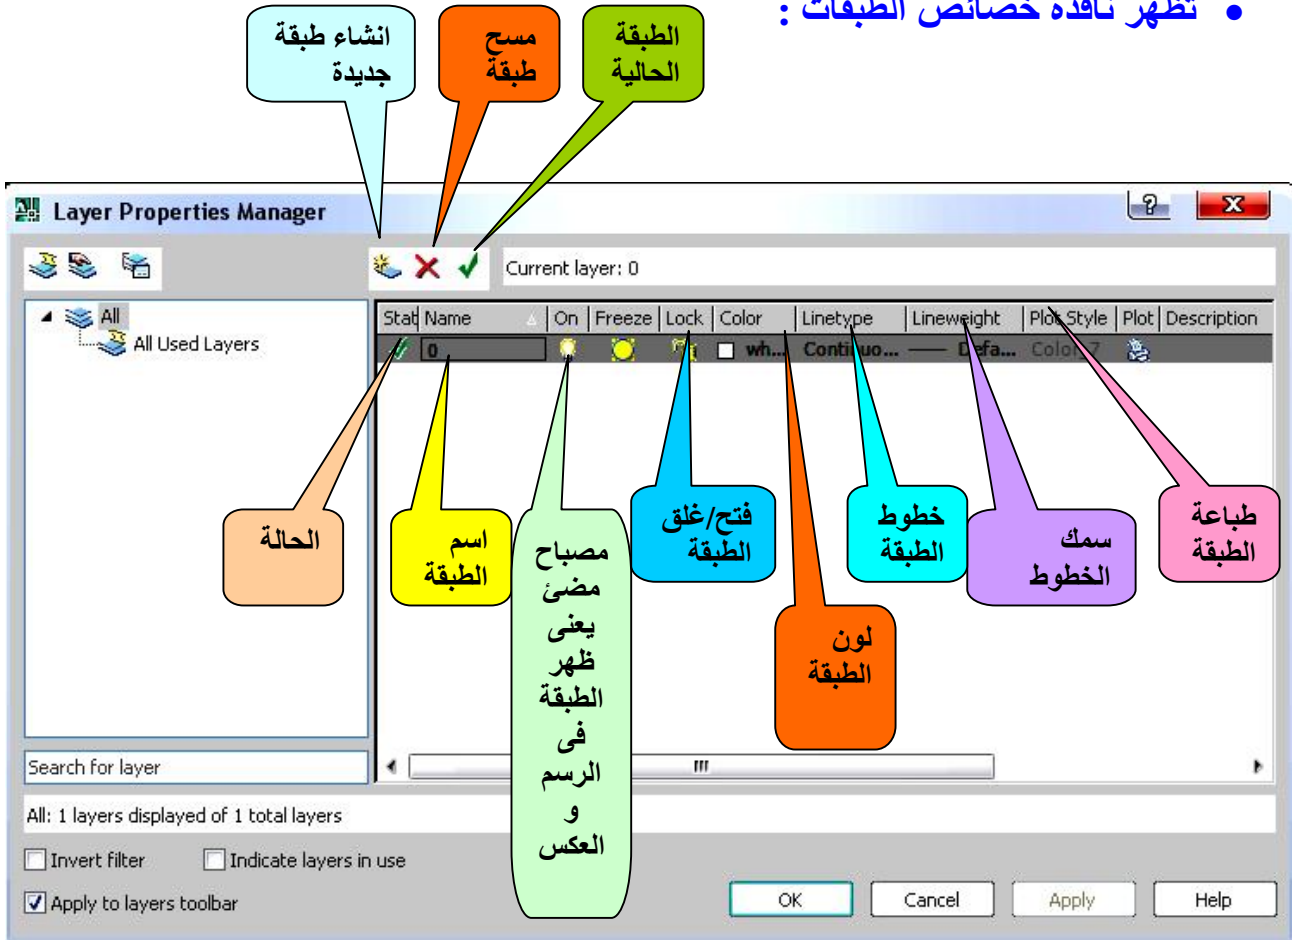 • تظهر نافذه خصائص الطبقات :
انشاء طبقة
جديدة
مسح
طبقة
الطبقة
الحالية
Layer Properties Manager
Current layer: 0
All
All Used Layers
Stat Name On Freeze Lock Color Linetype Lineweight Plot Style Plot Description
0 wh... Continuo... Defa... Color_7
الحالة
اسم
الطبقة
مصباح
مضئ
يعنى
ظهر
الطبقة
فى
الرسم
و
العكس
فتح/غلق
الطبقة
لون
الطبقة
خطوط
الطبقة
سمك
الخطوط
طباعة
الطبقة
Search for layer
All: 1 layers displayed of 1 total layers
Invert filter Indicate layers in use
Apply to layers toolbar
OK Cancel Apply Help